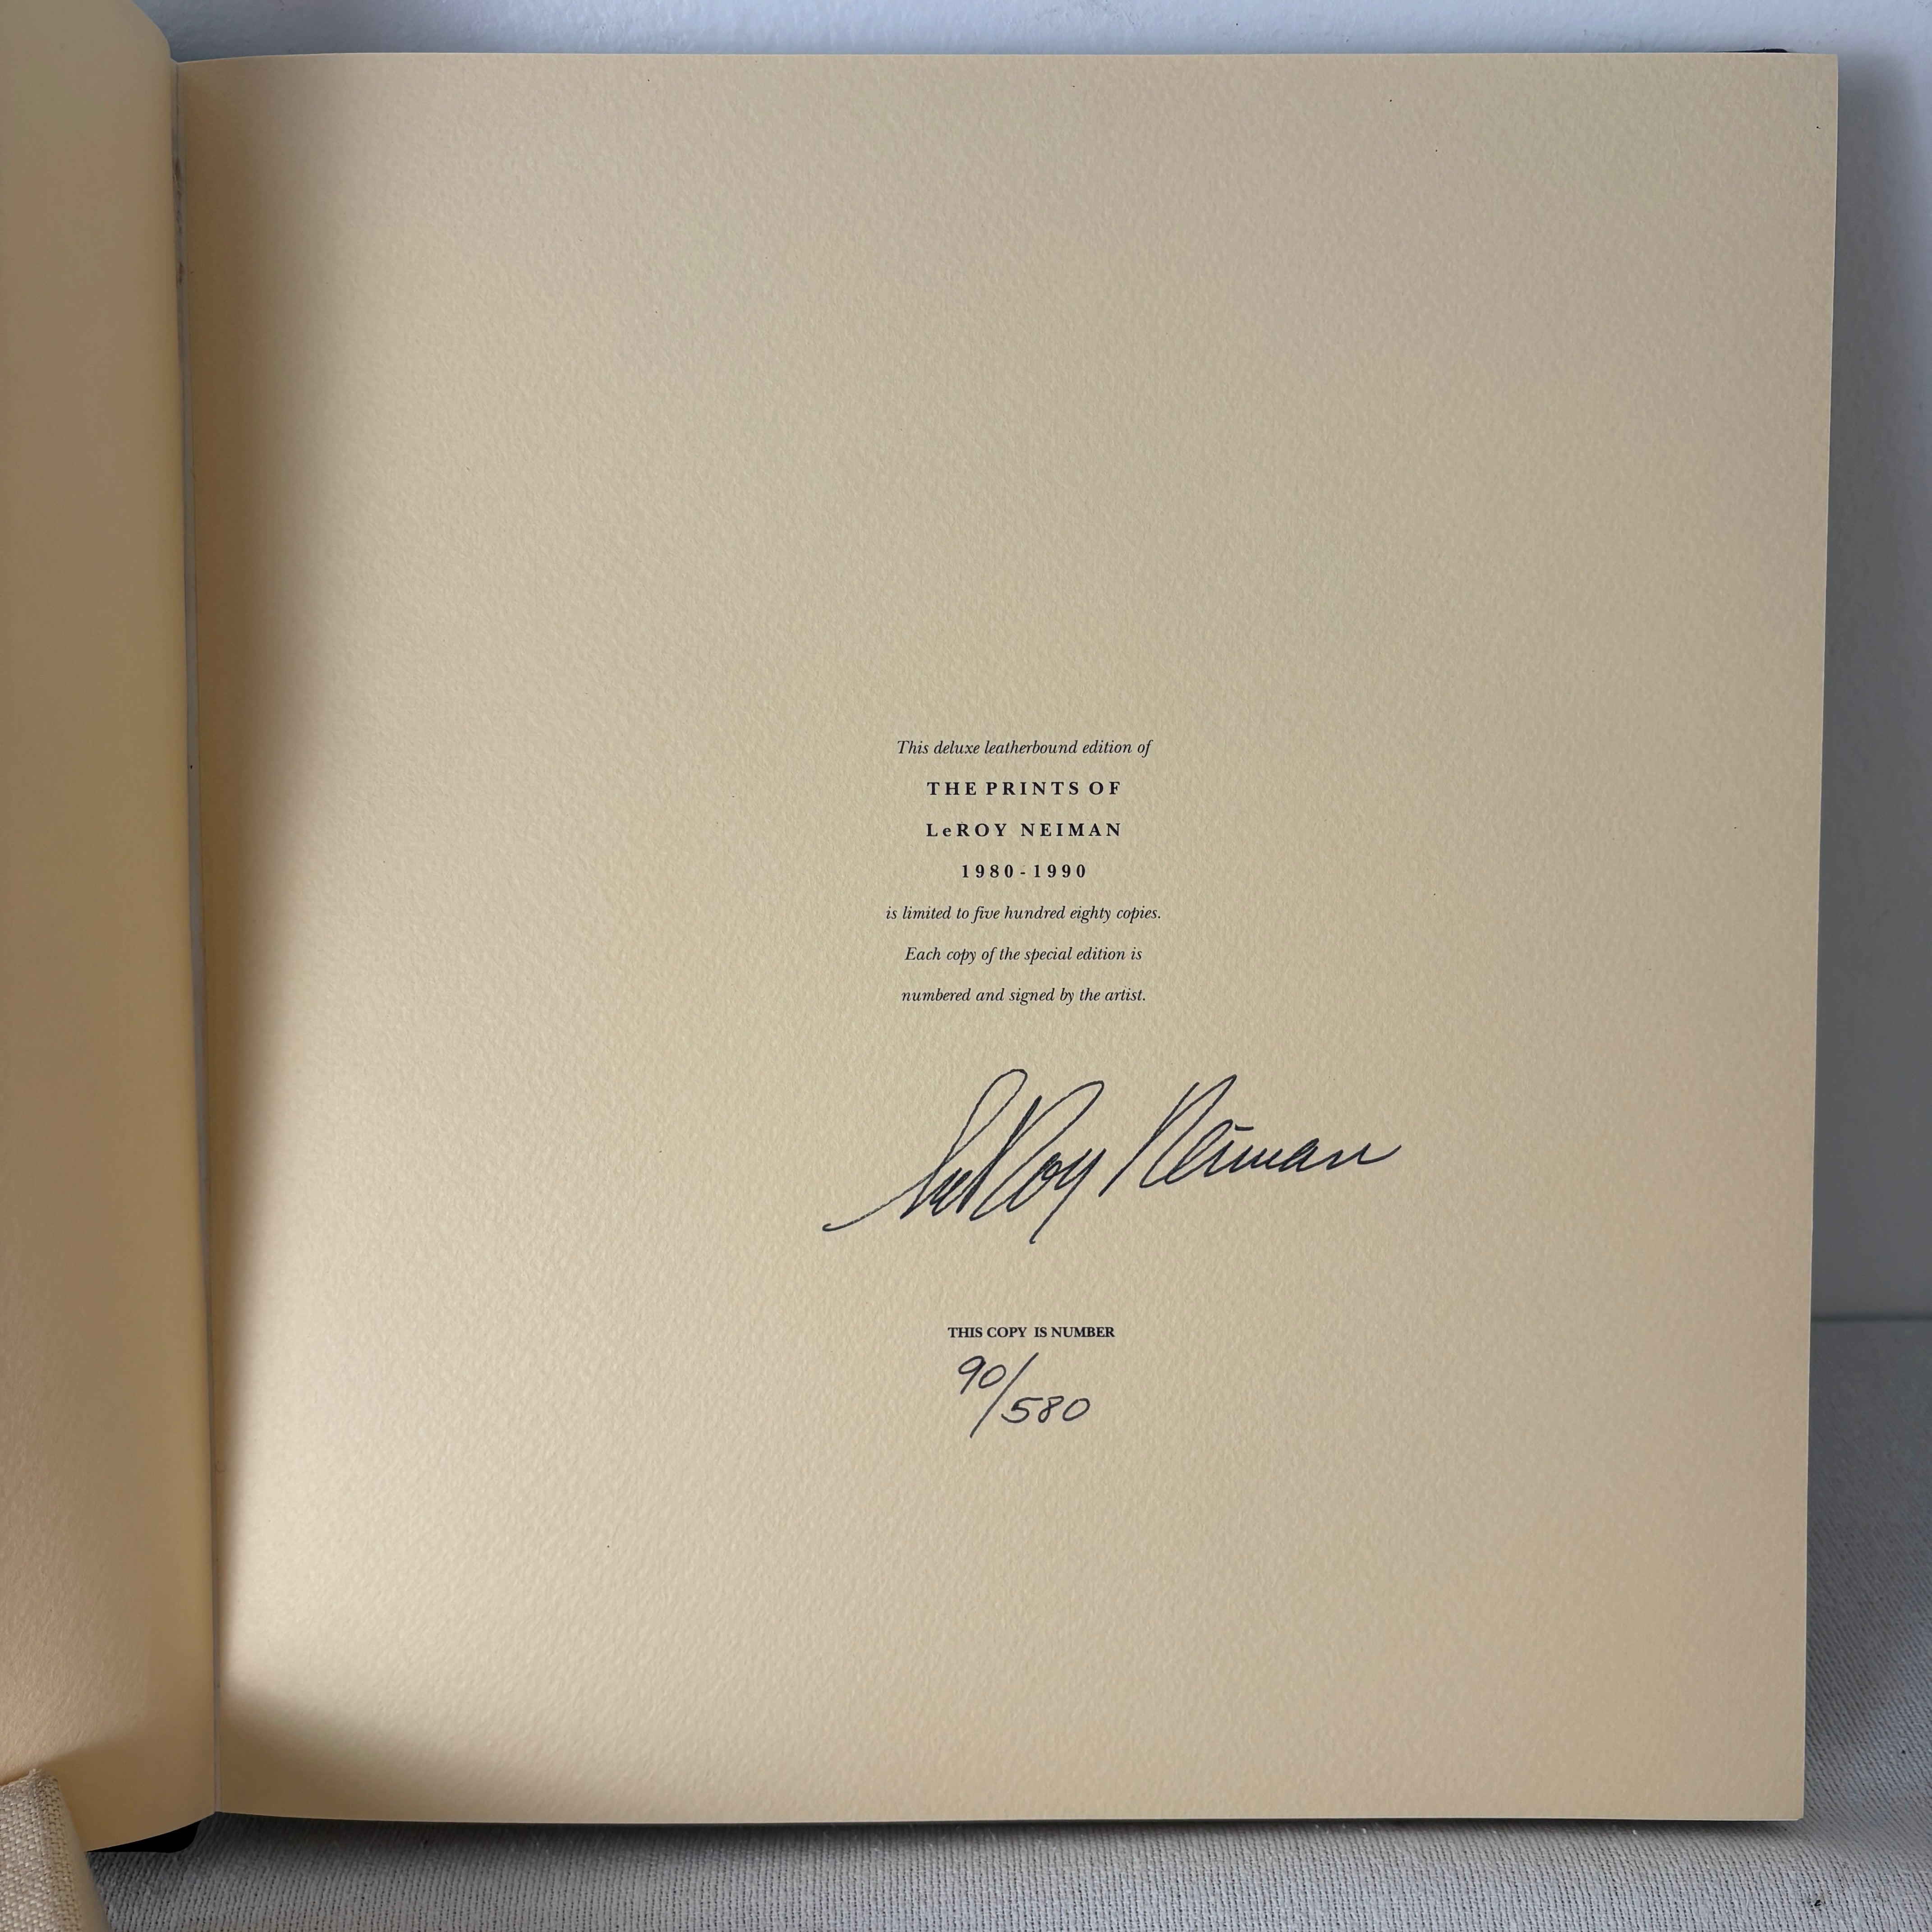 This deluxe leatherbound edition of
THE PRINTS OF
LeROY NEIMAN
1980-1990
is limited to five hundred eighty copies.
Each copy of the special edition is
numbered and signed by the artist.
LeRoy Neiman
THIS COPY IS NUMBER
90/580